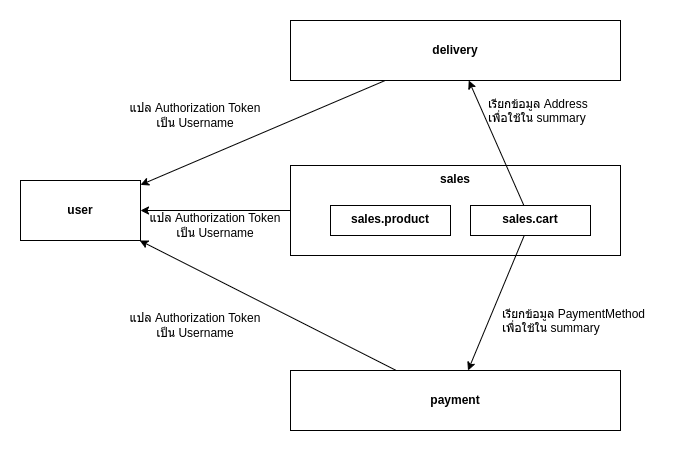 delivery
แปล Authorization Token
เป็น Username
เรียกข้อมูล Address
เพื่อใช้ใน summary
sales
user
sales.product
sales.cart
แปล Authorization Token
เป็น Username
แปล Authorization Token
เป็น Username
เรียกข้อมูล PaymentMethod
เพื่อใช้ใน summary
payment